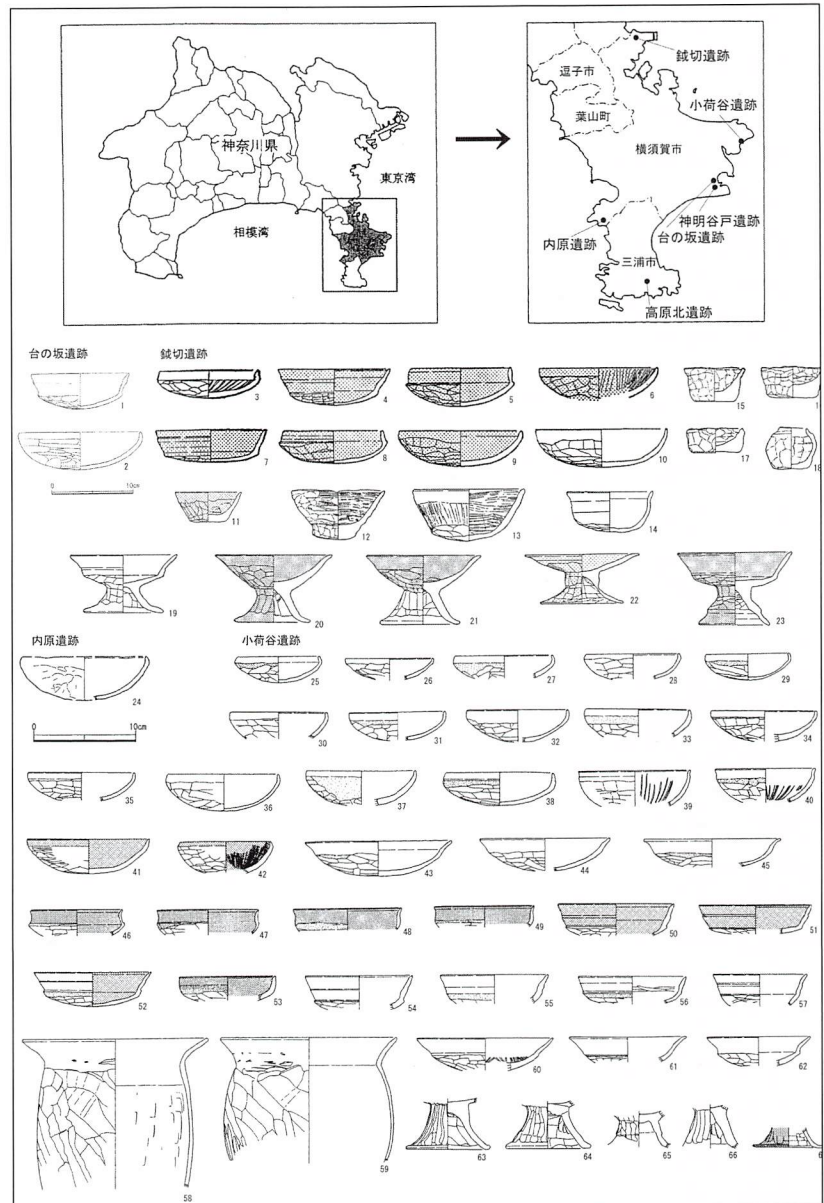 神奈川県
東京湾
相模湾
鉞切遺跡
逗子市
小荷谷遺跡
葉山町
横須賀市
神明谷戸遺跡
台の坂遺跡
内原遺跡
三浦市
高原北遺跡
台の坂遺跡 鉞切遺跡
1 3 4 5 6 15
2 7 8 9 10 17 18
0 10cm
11 12 13 14
19 20 21 22 23
内原遺跡 小荷谷遺跡
24 25 26 27 28 29
0 10cm
30 31 32 33 34
35 36 37 38 39 40
41 42 43 44 45
46 47 48 49 50 51
52 53 54 55 56 57
60 61 62
58 59 63 64 65 66